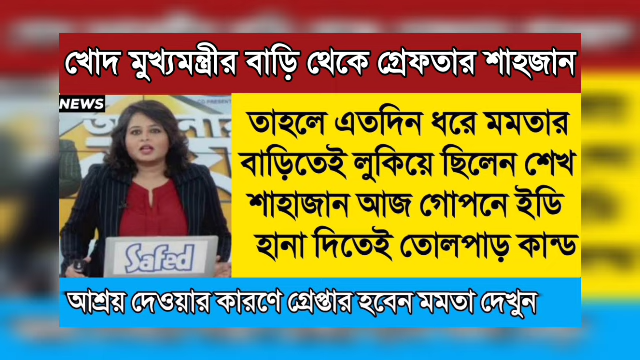 খোদ মুখ্যমন্ত্রীর বাড়ি থেকে গ্রেফতার শাহজান
NEWS
তাহলে এতদিন ধরে মমতার
বাড়িতেই লুকিয়ে ছিলেন শেখ
শাহাজান আজ গোপনে ইডি
হানা দিতেই তোলপাড় কান্ড
Safed
আশ্রয় দেওয়ার কারণে গ্রেপ্তার হবেন মমতা দেখুন